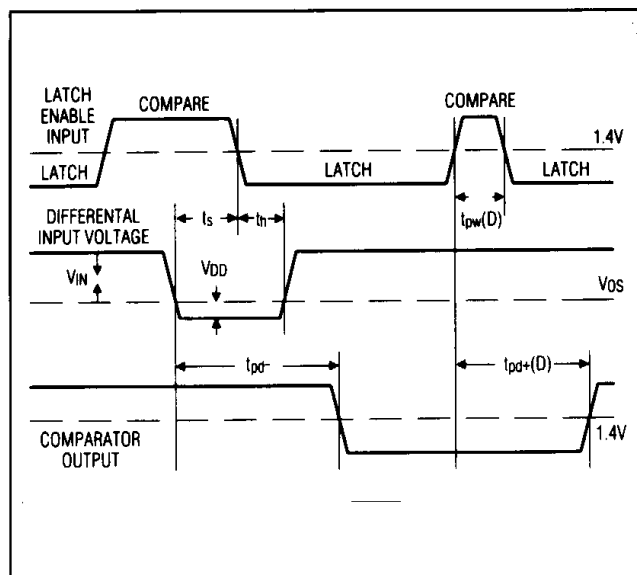 LATCH
ENABLE
INPUT
COMPARE
COMPARE
1.4V
LATCH
LATCH
LATCH
DIFFERENTAL
INPUT VOLTAGE
ts
th
tpw(D)
VIN
VDD
VOS
tpd-
tpd+(D)
COMPARATOR
OUTPUT
1.4V